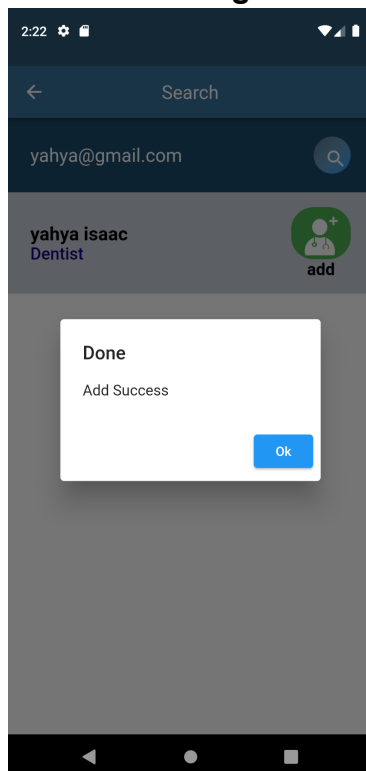 2:22
Search
yahya@gmail.com
yahya isaac
Dentist
add
Done
Add Success
Ok